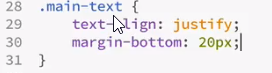 28 .main-text {
29 text-align: justify;
30 margin-bottom: 20px;
31 }